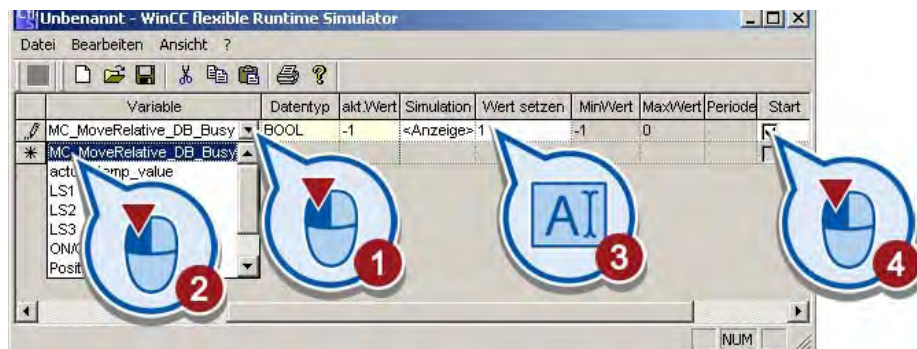 Unbenannt - WinCC flexible Runtime Simulator
Datei Bearbeiten Ansicht ?
Variable Datentyp akt.Wert Simulation Wert setzen MinWert MaxWert Periode Start
MC_MoveRelative_DB_Busy BOOL -1 <Anzeige> 1 -1 0
MC_MoveRelative_DB_Busy
LS1
LS2
LS3
A
1
2
3
4
NUM